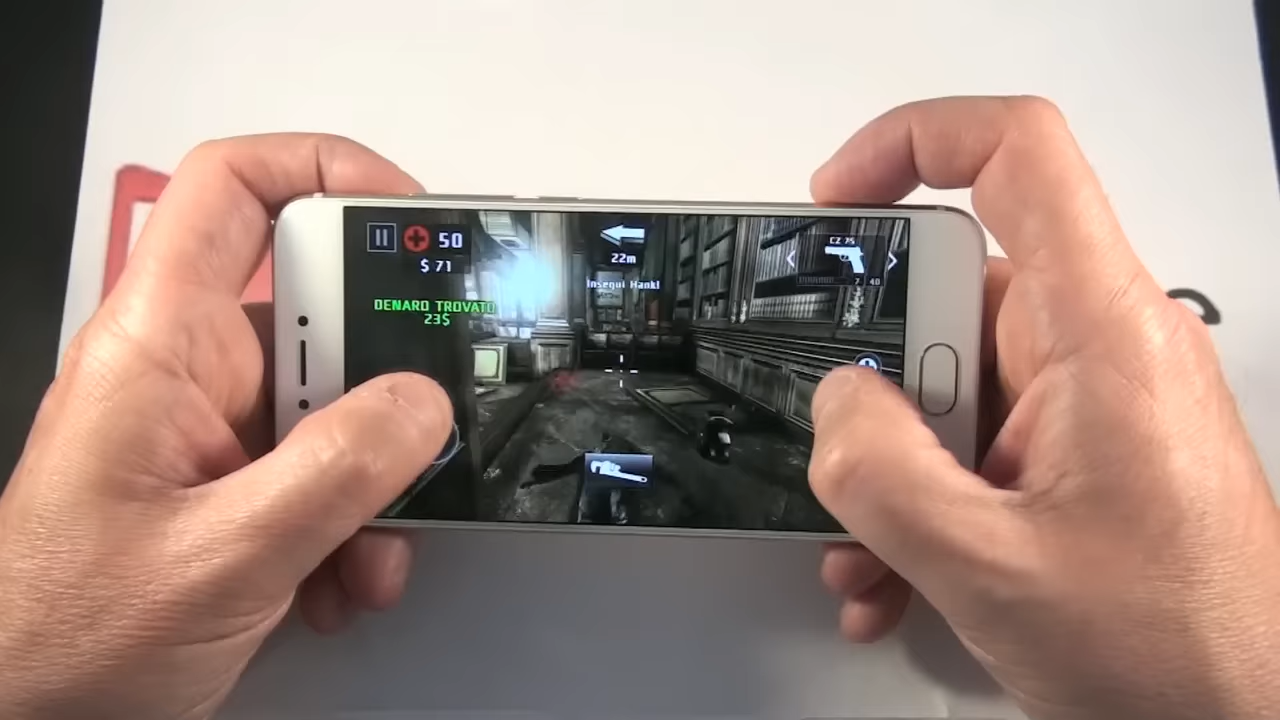 50
$ 71
DENARO TROVATO
23$
22m
Insegui Hank!
CZ 75
7 40